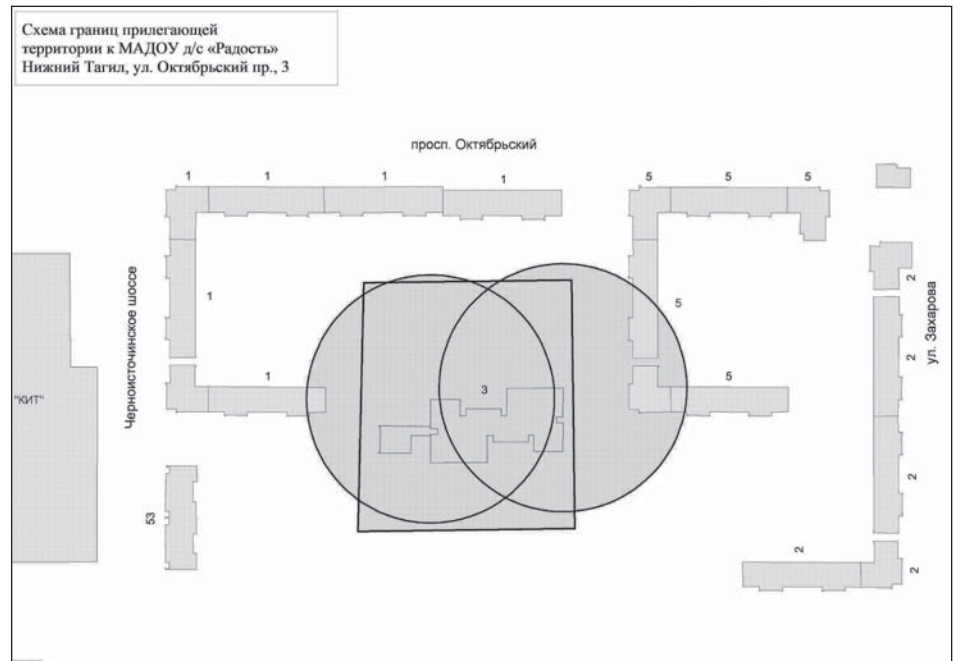 Схема границ прилегающей
территории к МАДОУ д/с «Радость»
Нижний Тагил, ул. Октябрьский пр., 3
просп. Октябрьский
1 1 1 1 5 5 5
2
1 5
Черноисточинское шоссе
ул. Захарова
2
1 3 5
"КИТ"
2
53
2
2